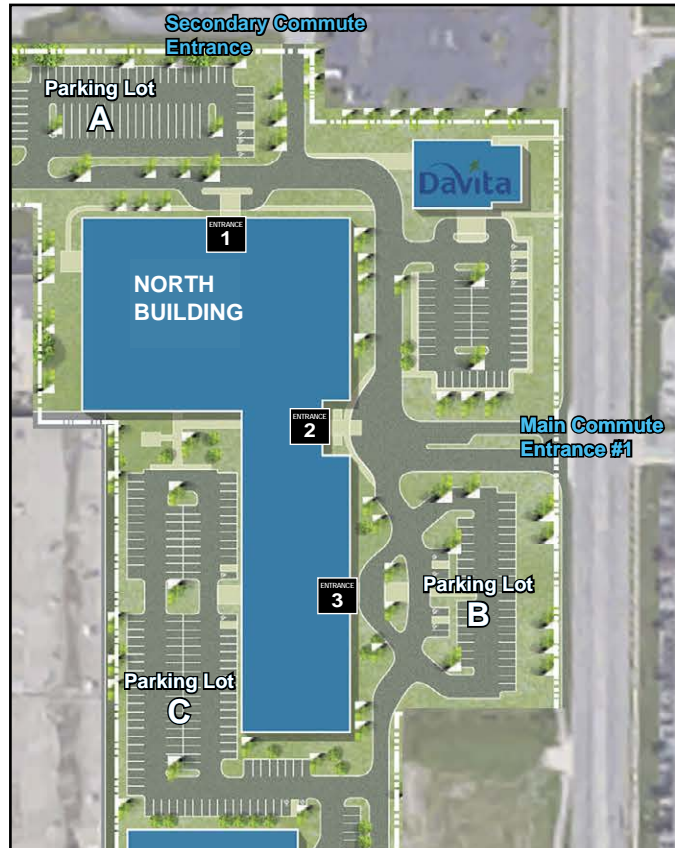 Secondary Commute
Entrance
Parking Lot
A
Davita
ENTRANCE
1
NORTH
BUILDING
ENTRANCE
2
Main Commute
Entrance #1
ENTRANCE
3
Parking Lot
B
Parking Lot
C